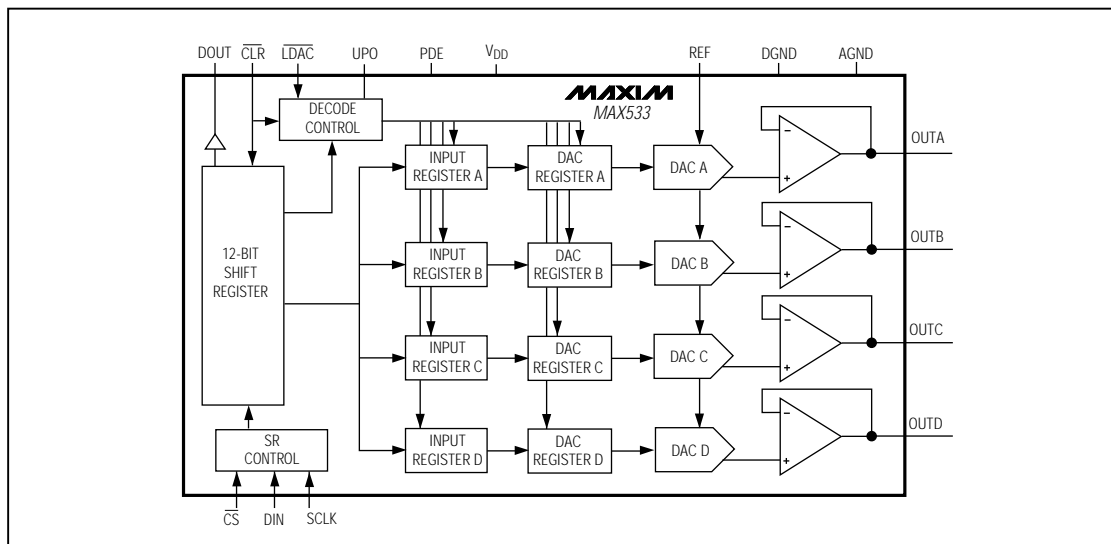 DOUT
CLR
LDAC
UPO
PDE
VDD
REF
DGND
AGND
MAXIM
MAX533
DECODE
CONTROL
INPUT
REGISTER A
DAC
REGISTER A
DAC A
-
+
OUTA
12-BIT
SHIFT
REGISTER
INPUT
REGISTER B
DAC
REGISTER B
DAC B
-
+
OUTB
INPUT
REGISTER C
DAC
REGISTER C
DAC C
-
+
OUTC
SR
CONTROL
INPUT
REGISTER D
DAC
REGISTER D
DAC D
-
+
OUTD
CS
DIN
SCLK